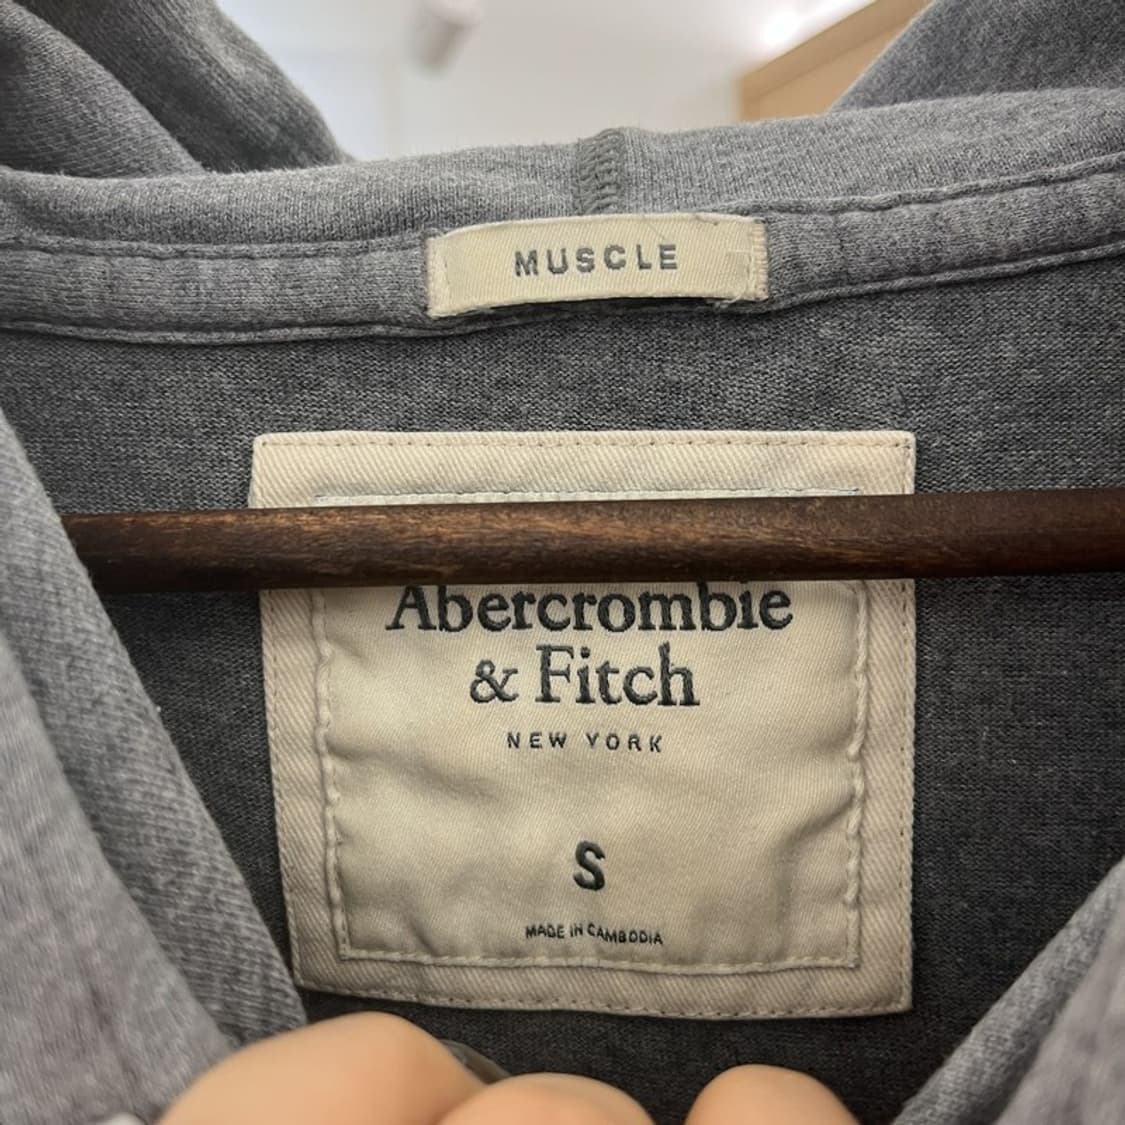 MUSCLE
Abercrombie
& Fitch
NEW YORK
S
MADE IN CAMBODIA